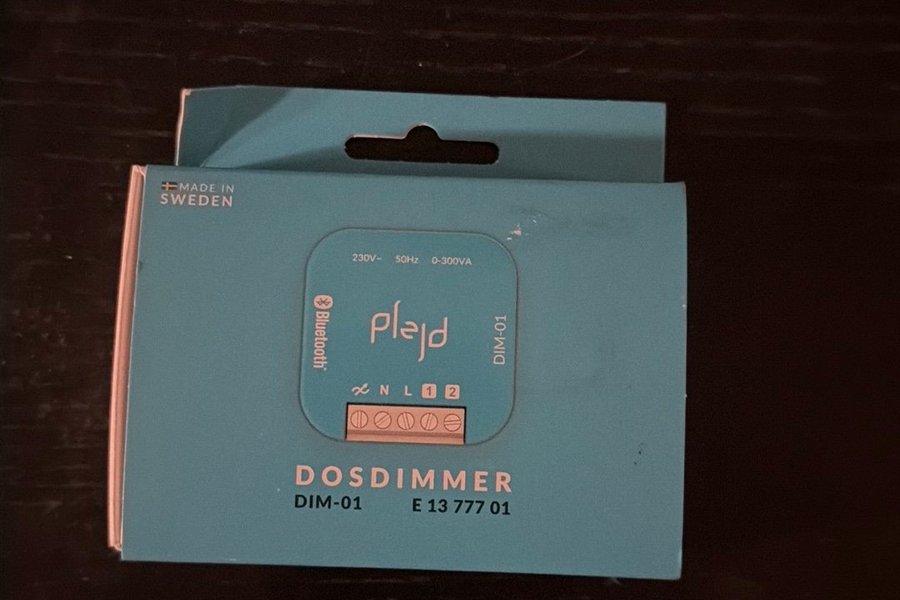 MADE IN
SWEDEN
230V~ 50Hz 0-300VA
Bluetooth®
plejd
DIM-01
N L 1 2
DOSDIMMER
DIM-01 E 13 777 01